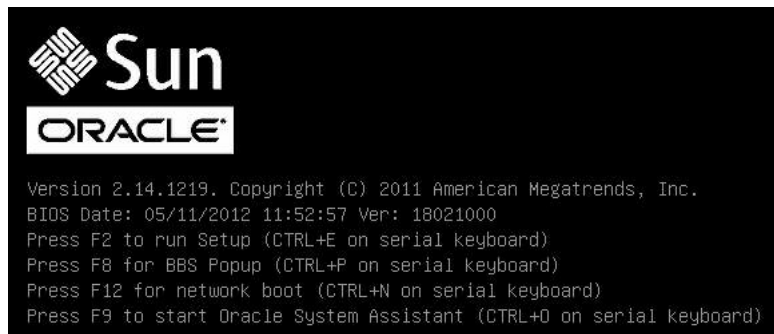 Sun
ORACLE
Version 2.14.1219. Copyright (C) 2011 American Megatrends, Inc.
BIOS Date: 05/11/2012 11:52:57 Ver: 18021000
Press F2 to run Setup (CTRL+E on serial keyboard)
Press F8 for BBS Popup (CTRL+P on serial keyboard)
Press F12 for network boot (CTRL+N on serial keyboard)
Press F9 to start Oracle System Assistant (CTRL+O on serial keyboard)